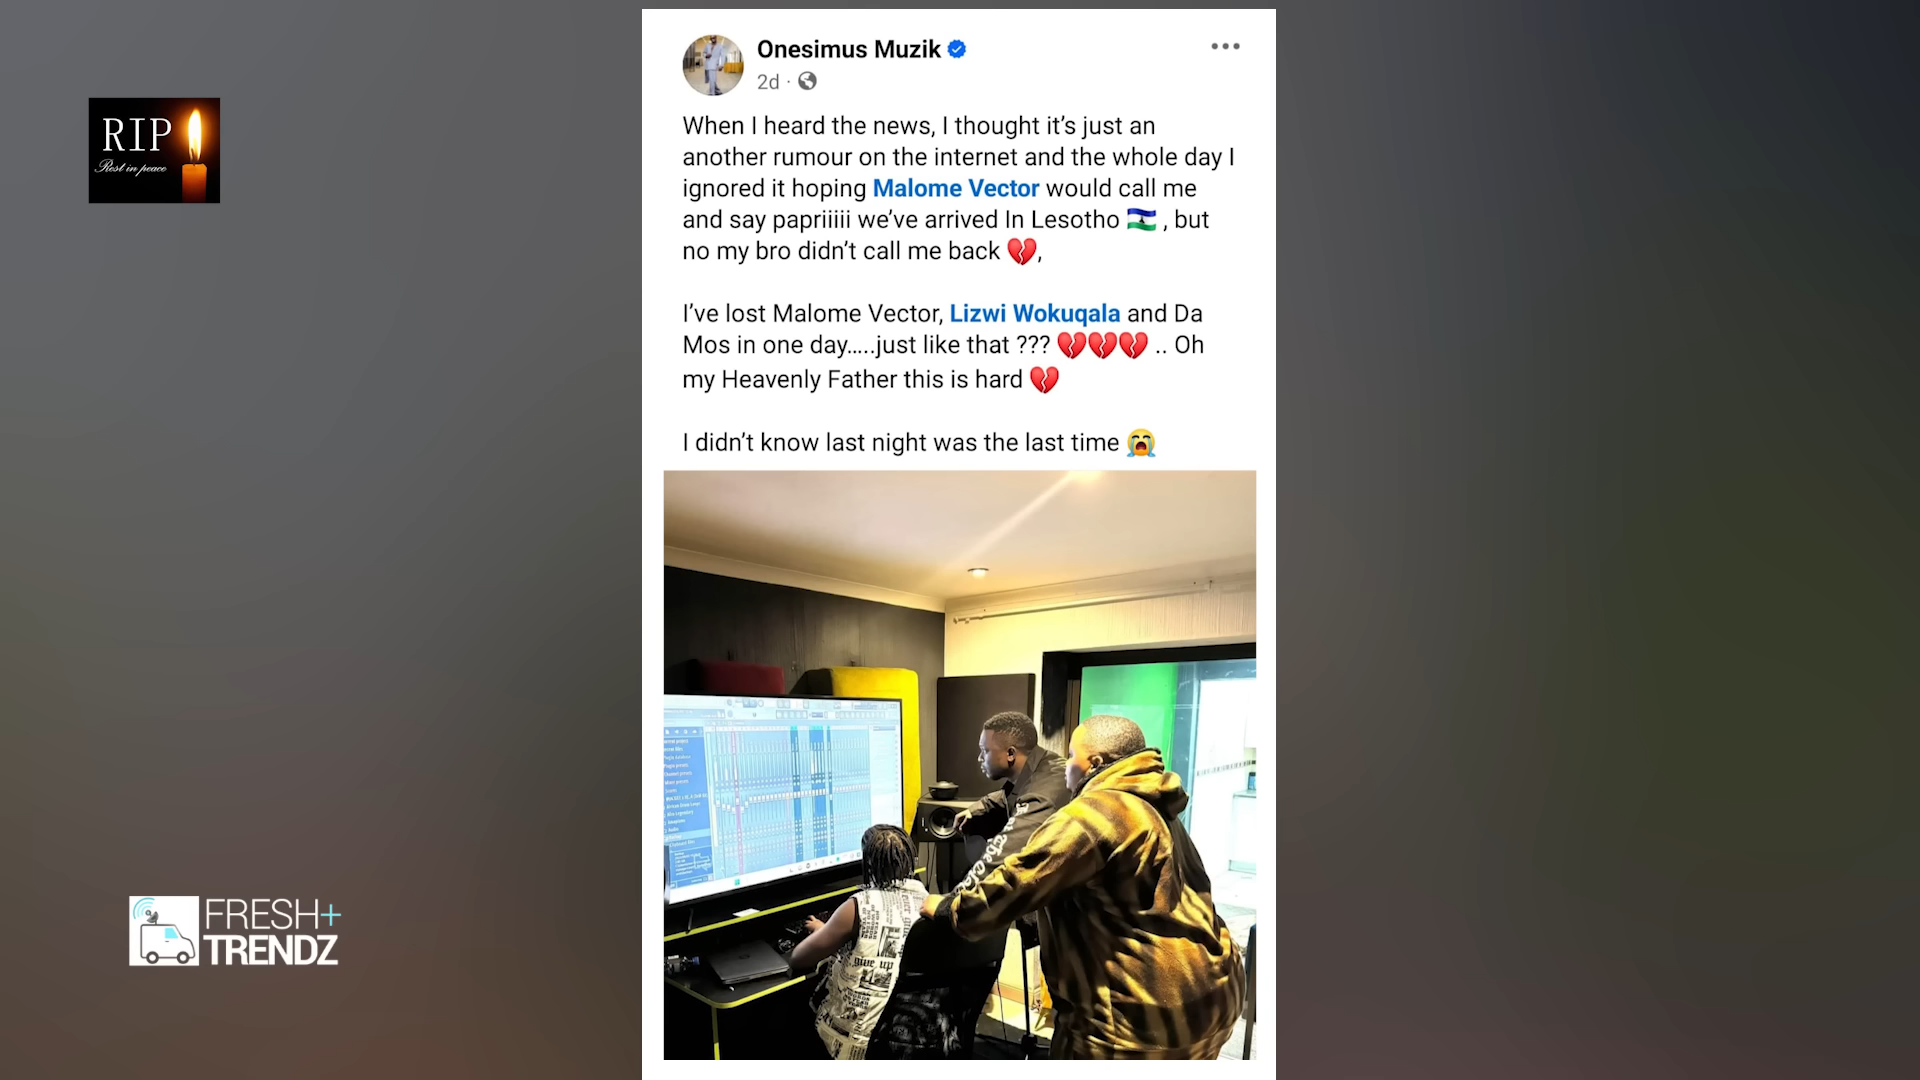 RIP
Rest in peace
Onesimus Muzik
2d ·
When I heard the news, I thought it’s just an
another rumour on the internet and the whole day I
ignored it hoping Malome Vector would call me
and say papriiiii we’ve arrived In Lesotho 🇱🇸 , but
no my bro didn’t call me back 💔,
I’ve lost Malome Vector, Lizwi Wokuqala and Da
Mos in one day.....just like that ??? 💔💔💔 .. Oh
my Heavenly Father this is hard 💔
I didn’t know last night was the last time 😭
give up
FRESH+
TRENDZ